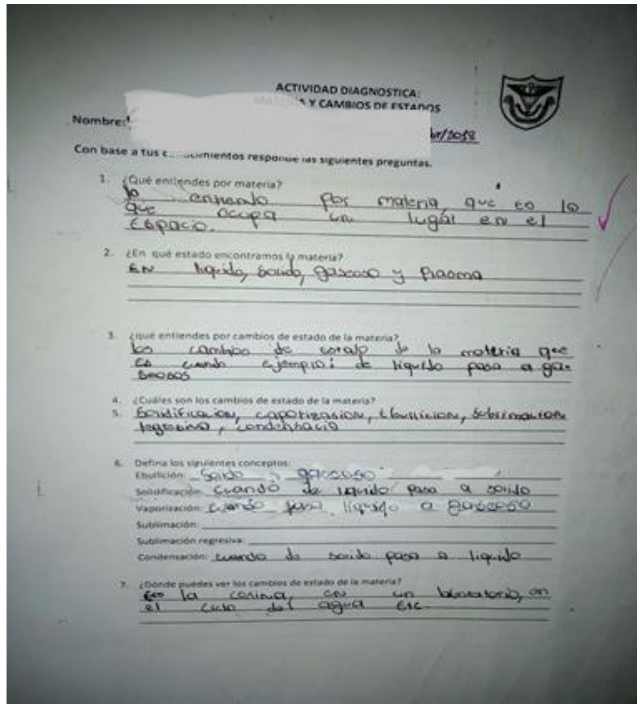 ACTIVIDAD DIAGNOSTICA:
Y CAMBIOS DE ESTADOS
Nombre:
Con base a tus responde las siguientes preguntas.
1. ¿Qué entiendes por materia?
lo entiendo por materia, que es lo
que ocupa un lugar en el
espacio.
2. ¿En qué estado encontramos la materia?
EN liquido, solido, gaseoso y Plasma
3. ¿qué entiendes por cambios de estado de la materia?
los cambios de estado de la materia que
es cuando ejemplo: de liquido pasa a ga-
seosos
4. ¿Cuáles son los cambios de estado de la materia?
5. Solidificacion, ebullicion, sublimacion
6. Defina los siguientes conceptos:
Ebullición: Solido gaseoso
Solidificación: cuando de liquido pasa a solido
Vaporización: cuando pasa liquido a gaseoso
Sublimación:
Sublimación regresiva:
Condensación: cuando de solido pasa a liquido
7. ¿Dónde puedes ver los cambios de estado de la materia?
En la cosina, en un laboratorio, en
el ciclo del agua Etc.